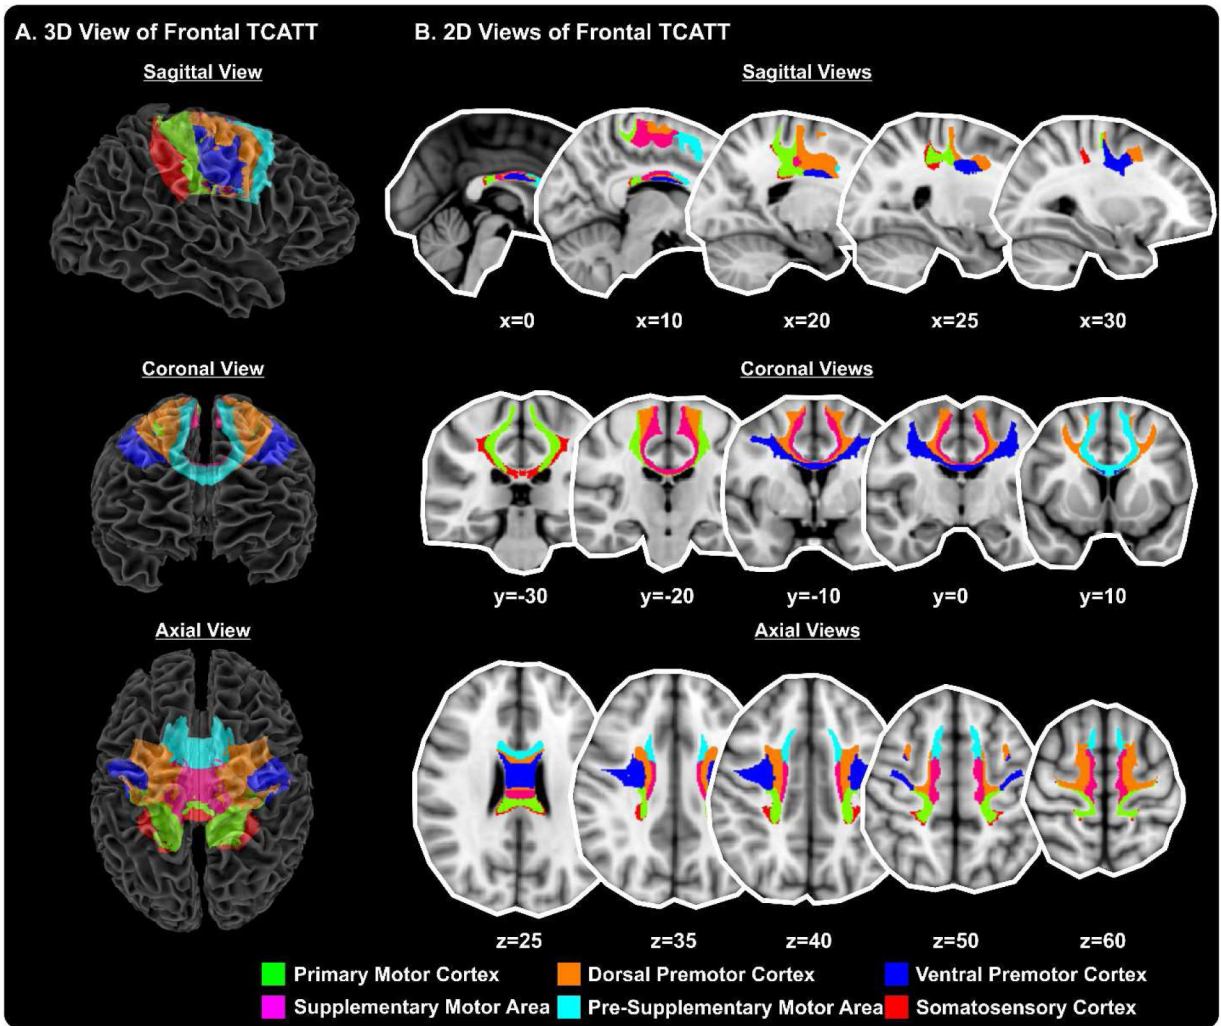 A. 3D View of Frontal TCATT
B. 2D Views of Frontal TCATT
Sagittal View
Sagittal Views
x=0
x=10
x=20
x=25
x=30
Coronal View
Coronal Views
y=-30
y=-20
y=-10
y=0
y=10
Axial View
Axial Views
z=25
z=35
z=40
z=50
z=60
Primary Motor Cortex
Dorsal Premotor Cortex
Ventral Premotor Cortex
Supplementary Motor Area
Pre-Supplementary Motor Area
Somatosensory Cortex